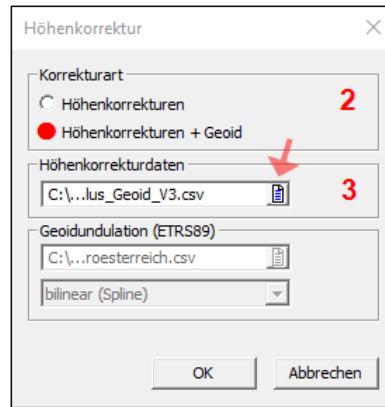 Höhenkorrektur
Korrekturart
Höhenkorrekturen
2
Höhenkorrekturen + Geoid
Höhenkorrekturdaten
C:\...lus_Geoid_V3.csv
3
Geoidundulation (ETRS89)
C:\...roesterreich.csv
bilinear (Spline)
OK
Abbrechen